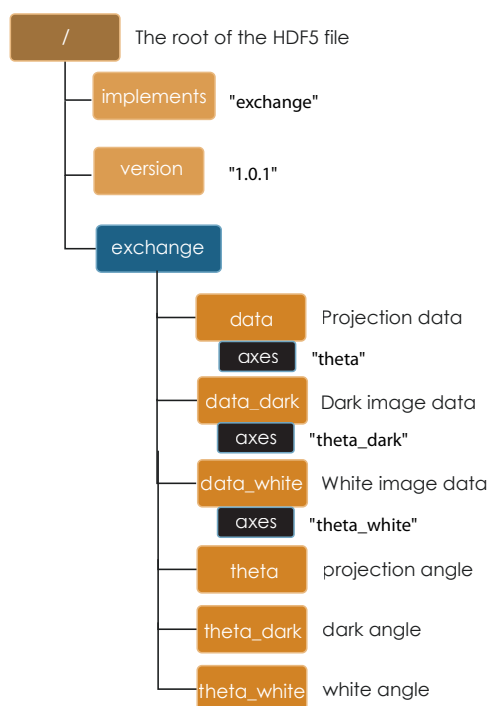 / The root of the HDF5 file
implements "exchange"
version "1.0.1"
exchange
data Projection data
axes "theta"
data_dark Dark image data
axes "theta_dark"
data_white White image data
axes "theta_white"
theta projection angle
theta_dark dark angle
theta_white white angle